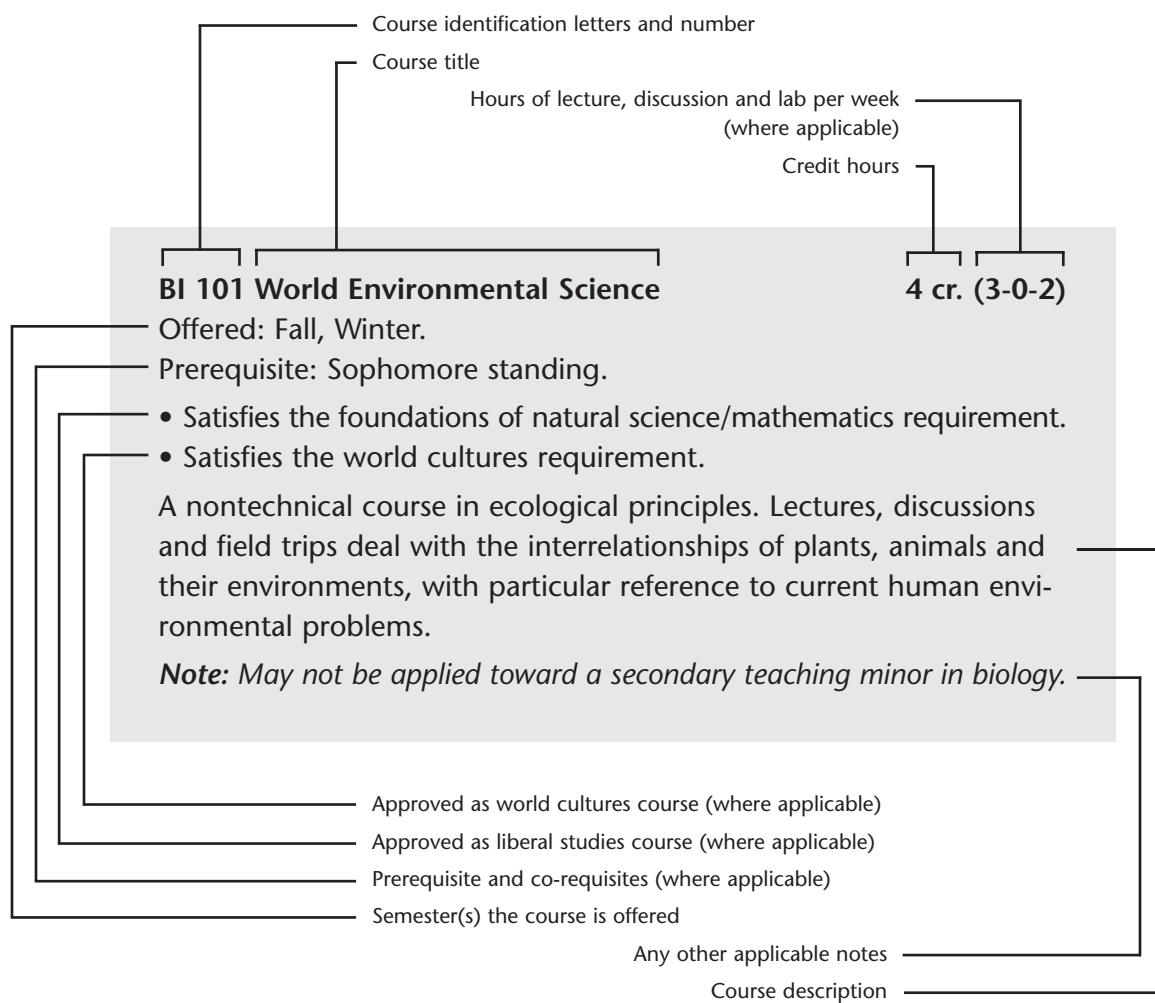 Course identification letters and number
Course title
Hours of lecture, discussion and lab per week
(where applicable)
Credit hours
BI 101 World Environmental Science 4 cr. (3-0-2)
Offered: Fall, Winter.
Prerequisite: Sophomore standing.
• Satisfies the foundations of natural science/mathematics requirement.
• Satisfies the world cultures requirement.
A nontechnical course in ecological principles. Lectures, discussions
and field trips deal with the interrelationships of plants, animals and
their environments, with particular reference to current human envi-
ronmental problems.
Note: May not be applied toward a secondary teaching minor in biology.
Approved as world cultures course (where applicable)
Approved as liberal studies course (where applicable)
Prerequisite and co-requisites (where applicable)
Semester(s) the course is offered
Any other applicable notes
Course description